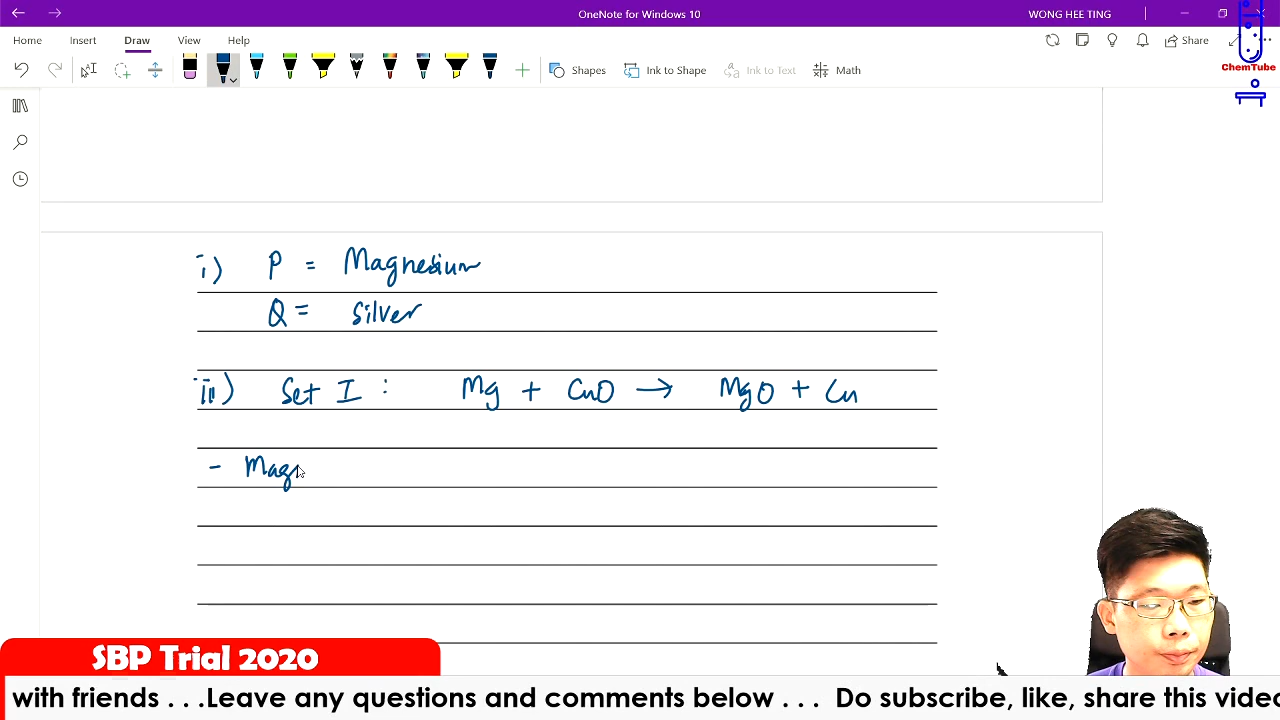 OneNote for Windows 10
WONG HEE TING
Home Insert Draw View Help
Share
Shapes Ink to Shape Ink to Text Math
ChemTube
i) P = Magnesium
Q = Silver
ii) Set I : Mg + CuO → MgO + Cu
- Mag
SBP Trial 2020
with friends . . .Leave any questions and comments below . . . Do subscribe, like, share this video